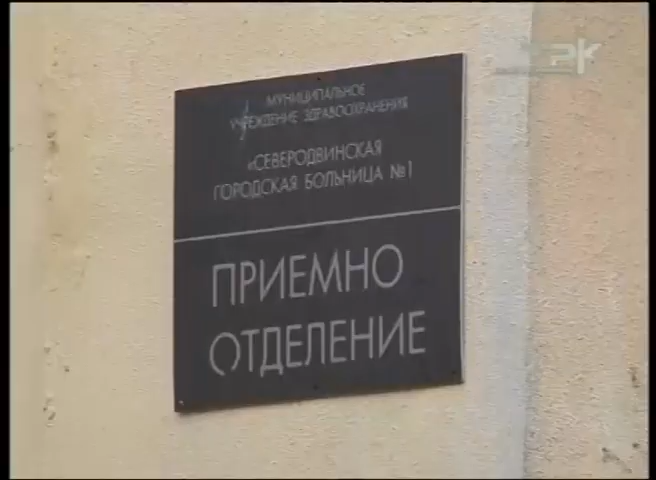 МУНИЦИПАЛЬНОЕ
УЧРЕЖДЕНИЕ ЗДРАВООХРАНЕНИЯ
«СЕВЕРОДВИНСКАЯ
ГОРОДСКАЯ БОЛЬНИЦА №1
ПРИЕМНО
ОТДЕЛЕНИЕ